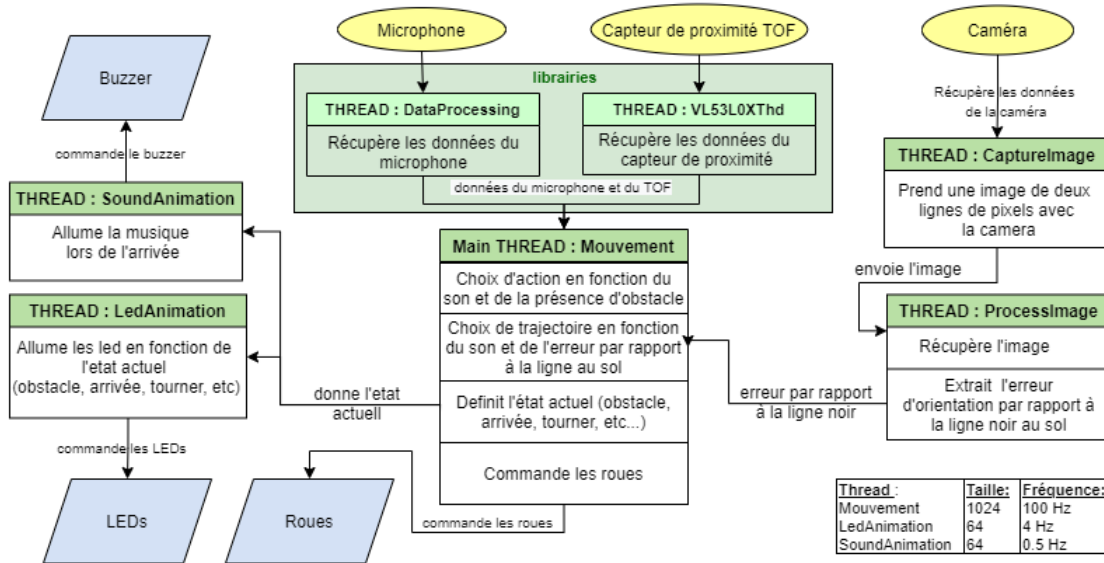 Microphone
Capteur de proximité TOF
Caméra
Buzzer
librairies
THREAD : DataProcessing
Récupère les données du
microphone
THREAD : VL53L0XThd
Récupère les données du
capteur de proximité
Récupère les données
de la caméra
commande le buzzer
données du microphone et du TOF
THREAD : CaptureImage
Prend une image de deux
lignes de pixels avec
la camera
THREAD : SoundAnimation
Allume la musique
lors de l'arrivée
Main THREAD : Mouvement
Choix d'action en fonction du
son et de la présence d'obstacle
Choix de trajectoire en fonction
du son et de l'erreur par rapport
à la ligne au sol
Definit l'état actuel (obstacle,
arrivée, tourner, etc...)
Commande les roues
envoie l'image
THREAD : LedAnimation
Allume les led en fonction de
l'etat actuel
(obstacle, arrivée, tourner, etc)
THREAD : ProcessImage
Récupère l'image
Extrait l'erreur
d'orientation par rapport à
la ligne noir au sol
donne l'etat
actuell
erreur par rapport
à la ligne noir
commande les LEDs
LEDs
Roues
commande les roues
Thread : Taille: Fréquence:
Mouvement 1024 100 Hz
LedAnimation 64 4 Hz
SoundAnimation 64 0.5 Hz